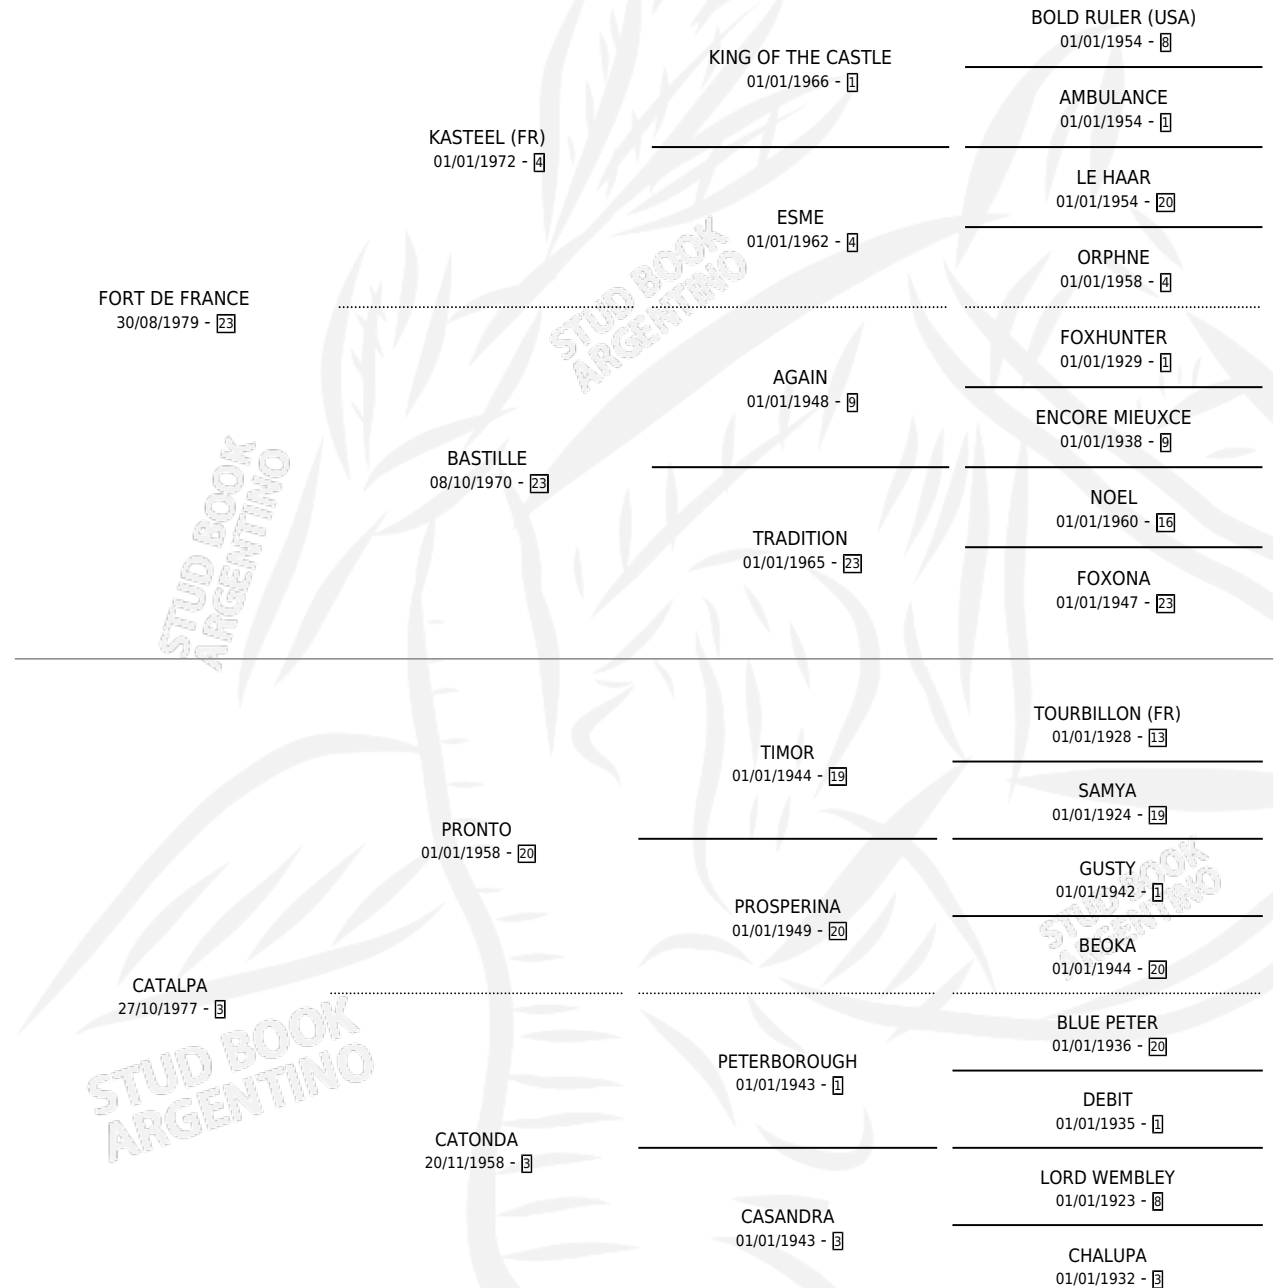 BOLD RULER (USA)
01/01/1954 - 8
KING OF THE CASTLE
01/01/1966 - 1
AMBULANCE
01/01/1954 - 1
KASTEEL (FR)
01/01/1972 - 4
LE HAAR
01/01/1954 - 20
ESME
01/01/1962 - 4
ORPHNE
01/01/1958 - 4
FORT DE FRANCE
30/08/1979 - 23
FOXHUNTER
01/01/1929 - 1
AGAIN
01/01/1948 - 9
ENCORE MIEUXCE
01/01/1938 - 9
BASTILLE
08/10/1970 - 23
NOEL
01/01/1960 - 16
TRADITION
01/01/1965 - 23
FOXONA
01/01/1947 - 23
TOURBILLON (FR)
01/01/1928 - 13
TIMOR
01/01/1944 - 19
SAMYA
01/01/1924 - 19
PRONTO
01/01/1958 - 20
GUSTY
01/01/1942 - 1
PROSPERINA
01/01/1949 - 20
BEOKA
01/01/1944 - 20
CATALPA
27/10/1977 - 3
BLUE PETER
01/01/1936 - 20
PETERBOROUGH
01/01/1943 - 1
DEBIT
01/01/1935 - 1
CATONDA
20/11/1958 - 3
LORD WEMBLEY
01/01/1923 - 8
CASANDRA
01/01/1943 - 3
CHALUPA
01/01/1932 - 3
STUD BOOK
ARGENTINO
STUD BOOK
ARGENTINO
STUD BOOK
ARGENTINO
STUD BOOK
ARGENTINO